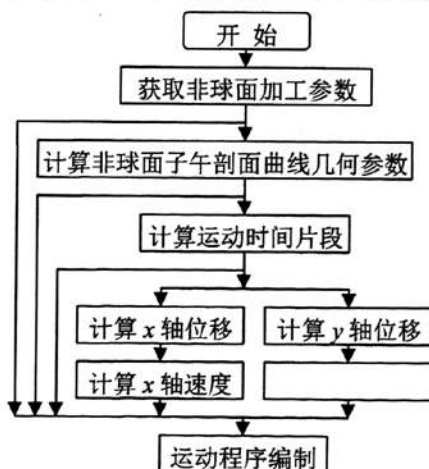 开 始
获取非球面加工参数
计算非球面子午剖面曲线几何参数
计算运动时间片段
计算 x 轴位移
计算 y 轴位移
计算 x 轴速度
运动程序编制